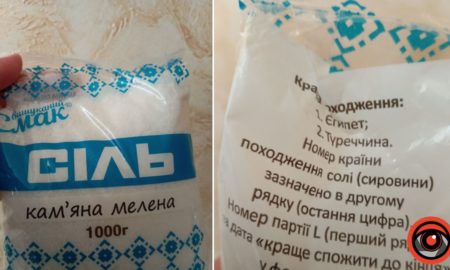 Вишуканий
Смак
СІЛЬ
кам'яна мелена
1000г
походження:
1. Єгипет;
2. Туреччина.
Номер країни
походження солі (сировини)
зазначено в другому
рядку (остання цифра)
Номер партії L (перший
дата «краще спожити до кінця»